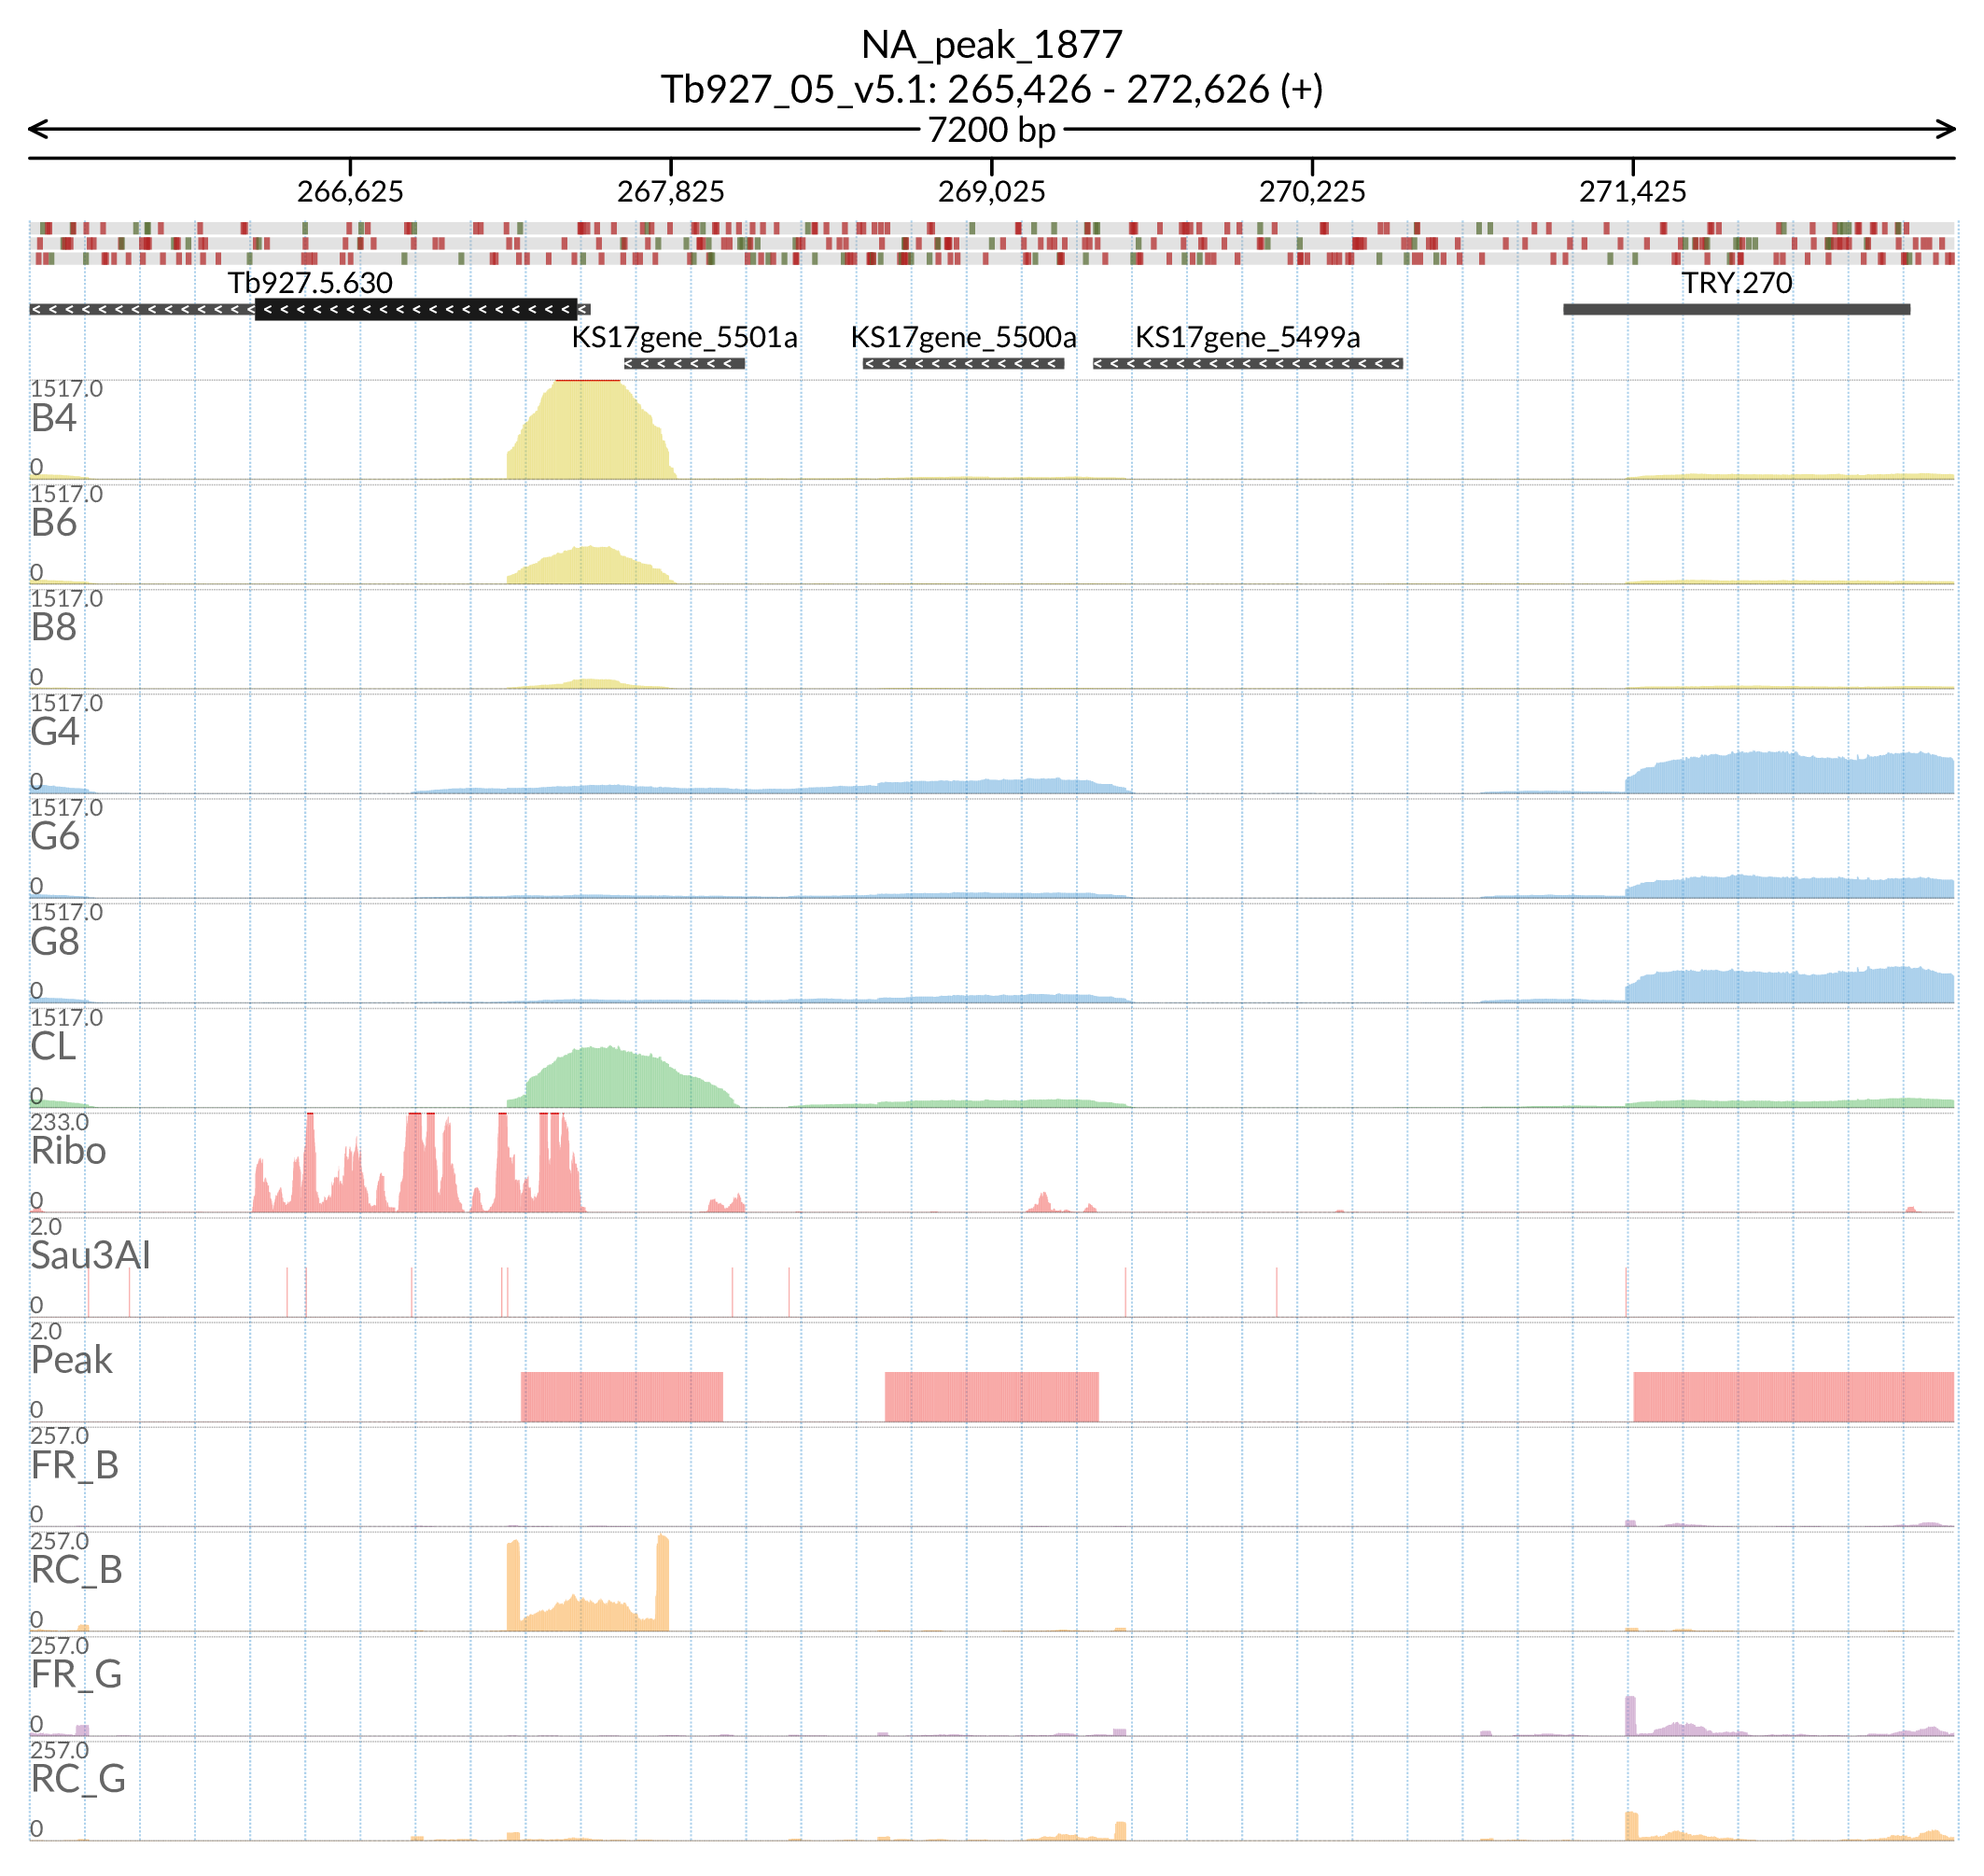 NA_peak_1877
Tb927_05_v5.1: 265,426 - 272,626 (+)
7200 bp
266,625 267,825 269,025 270,225 271,425
Tb927.5.630 TRY.270
KS17gene_5501a KS17gene_5500a KS17gene_5499a
1517.0
B4
0
1517.0
B6
0
1517.0
B8
0
1517.0
G4
0
1517.0
G6
0
1517.0
G8
0
1517.0
CL
0
233.0
Ribo
0
2.0
Sau3AI
0
2.0
Peak
0
257.0
FR_B
0
257.0
RC_B
0
257.0
FR_G
0
257.0
RC_G
0